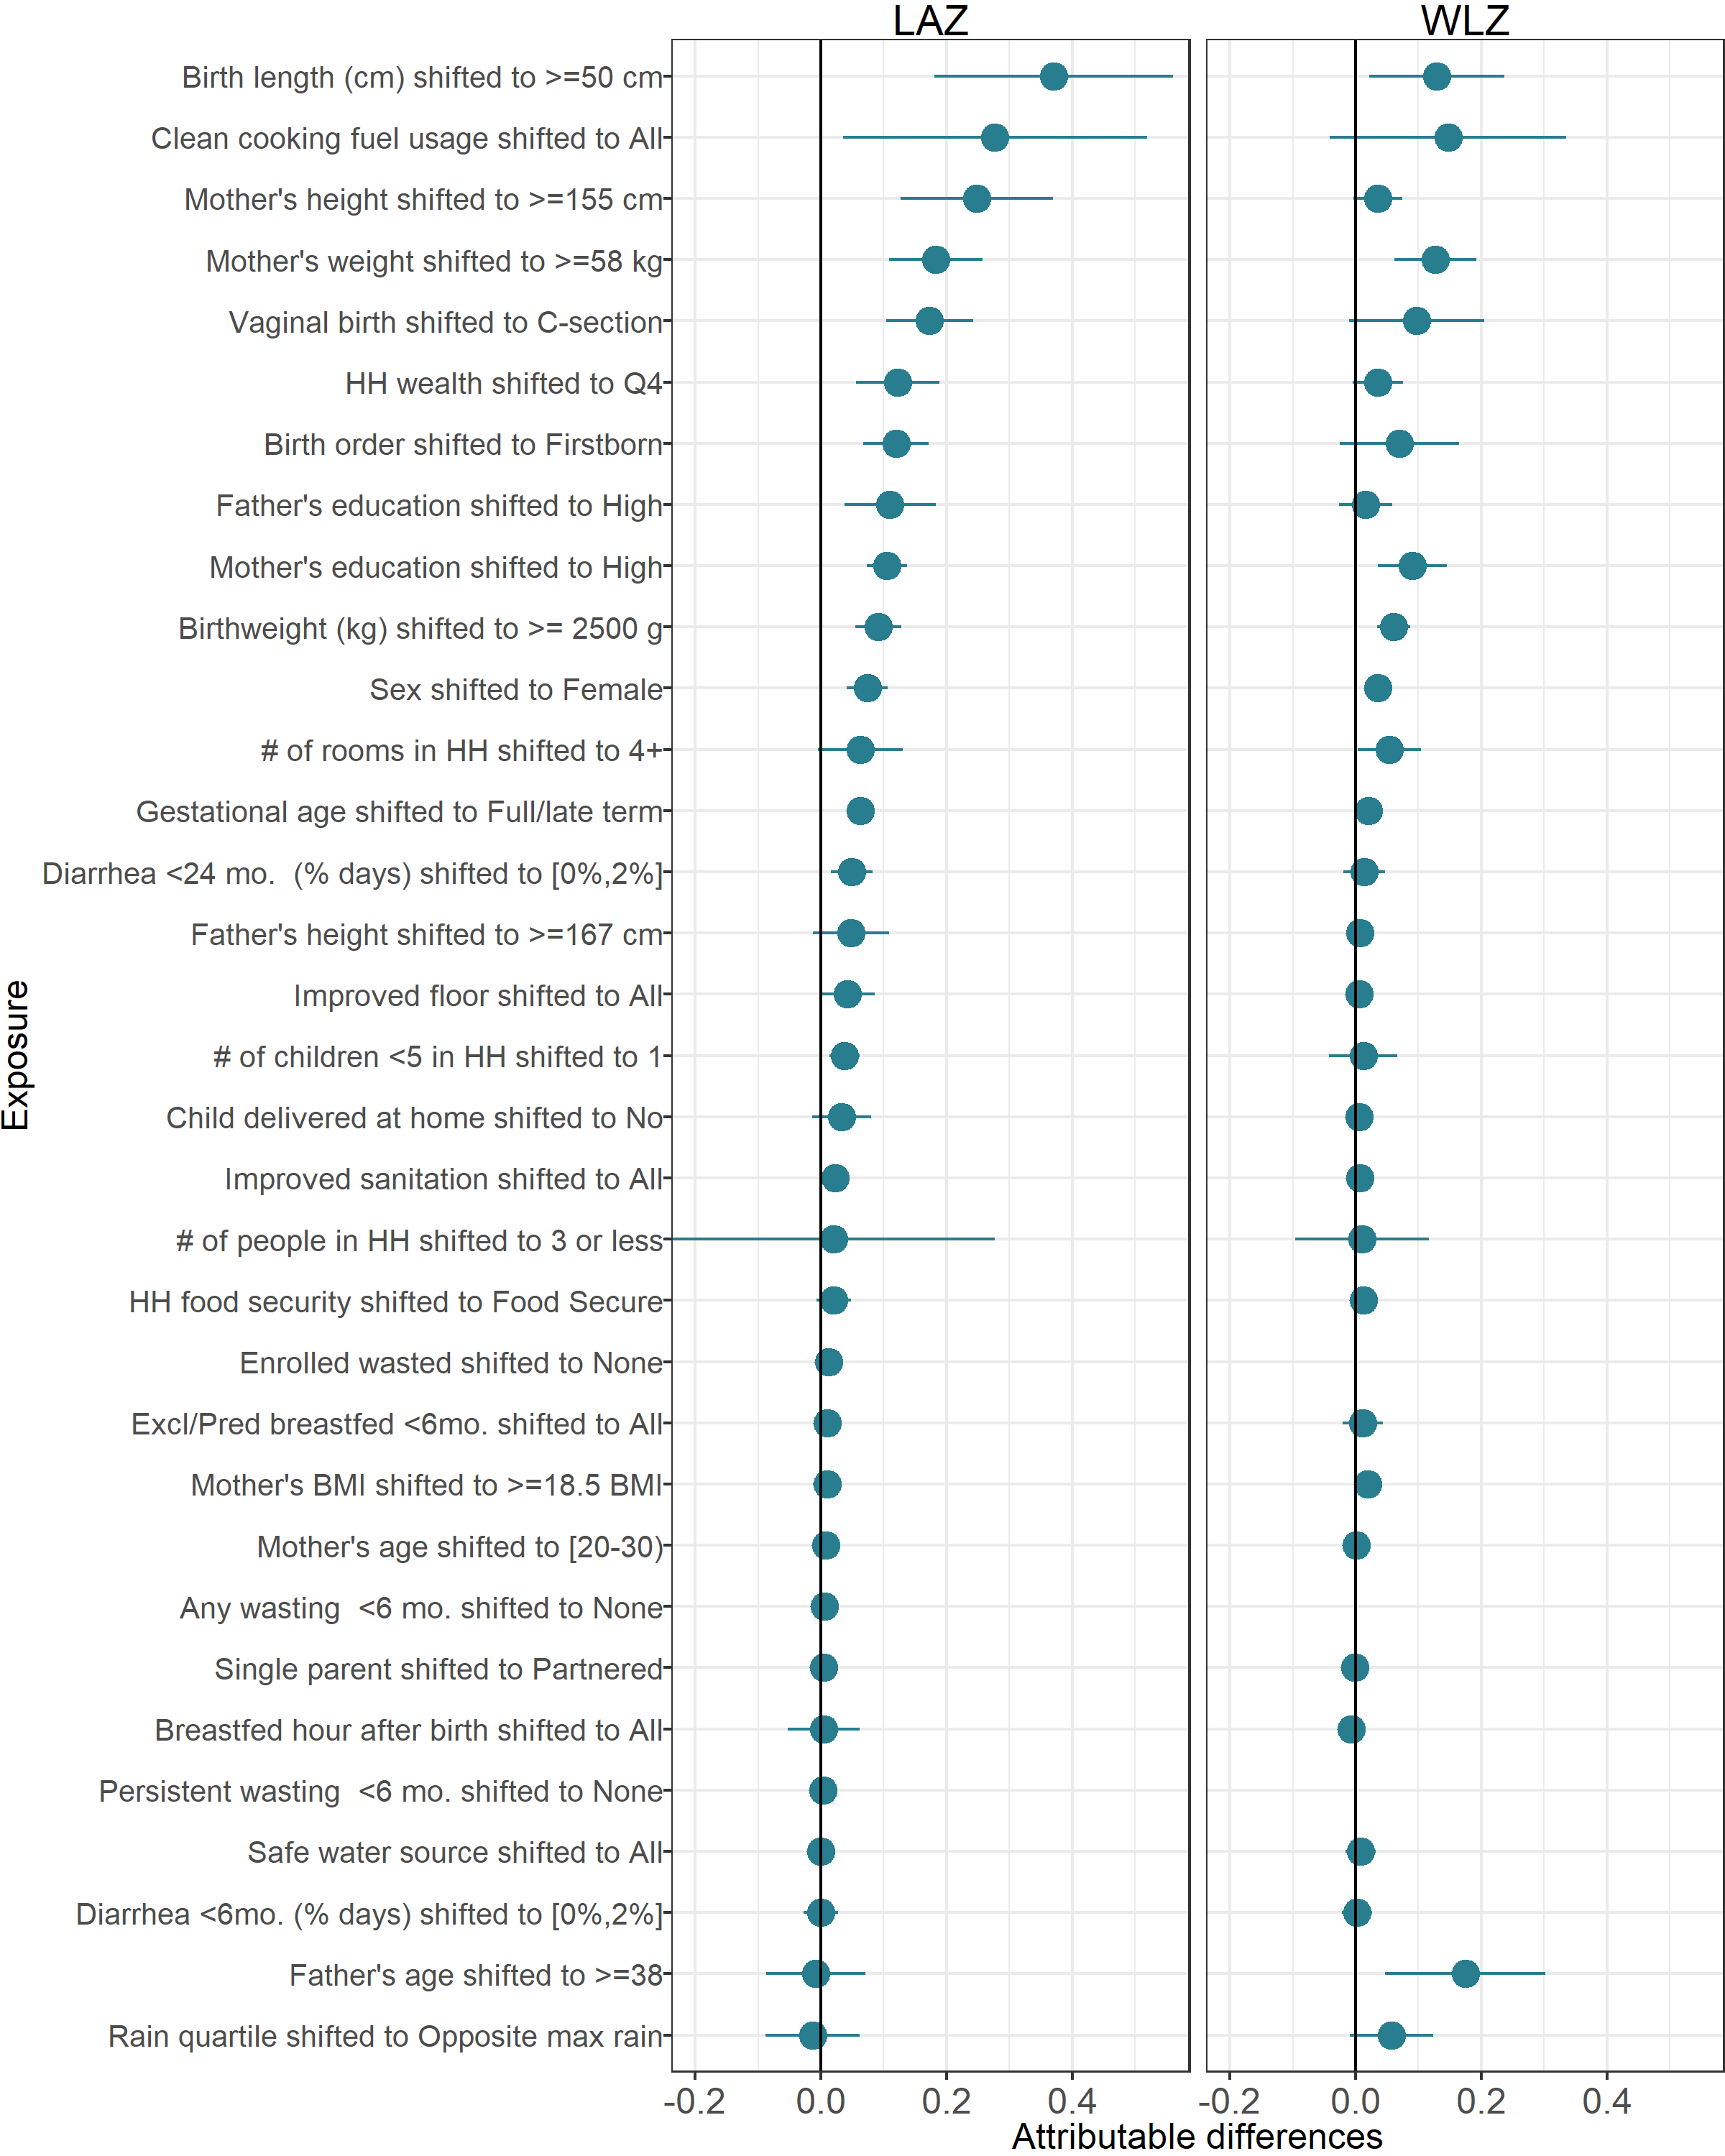 LAZ
WLZ
Birth length (cm) shifted to >=50 cm
Clean cooking fuel usage shifted to All
Mother's height shifted to >=155 cm
Mother's weight shifted to >=58 kg
Vaginal birth shifted to C-section
HH wealth shifted to Q4
Birth order shifted to Firstborn
Father's education shifted to High
Mother's education shifted to High
Birthweight (kg) shifted to >= 2500 g
Sex shifted to Female
# of rooms in HH shifted to 4+
Gestational age shifted to Full/late term
Diarrhea <24 mo.  (% days) shifted to [0%,2%]
Father's height shifted to >=167 cm
Improved floor shifted to All
# of children <5 in HH shifted to 1
Child delivered at home shifted to No
Improved sanitation shifted to All
# of people in HH shifted to 3 or less
HH food security shifted to Food Secure
Enrolled wasted shifted to None
Excl/Pred breastfed <6mo. shifted to All
Mother's BMI shifted to >=18.5 BMI
Mother's age shifted to [20-30)
Any wasting  <6 mo. shifted to None
Single parent shifted to Partnered
Breastfed hour after birth shifted to All
Persistent wasting  <6 mo. shifted to None
Safe water source shifted to All
Diarrhea <6mo. (% days) shifted to [0%,2%]
Father's age shifted to >=38
Rain quartile shifted to Opposite max rain
Exposure
-0.2 0.0 0.2 0.4
-0.2 0.0 0.2 0.4
Attributable differences